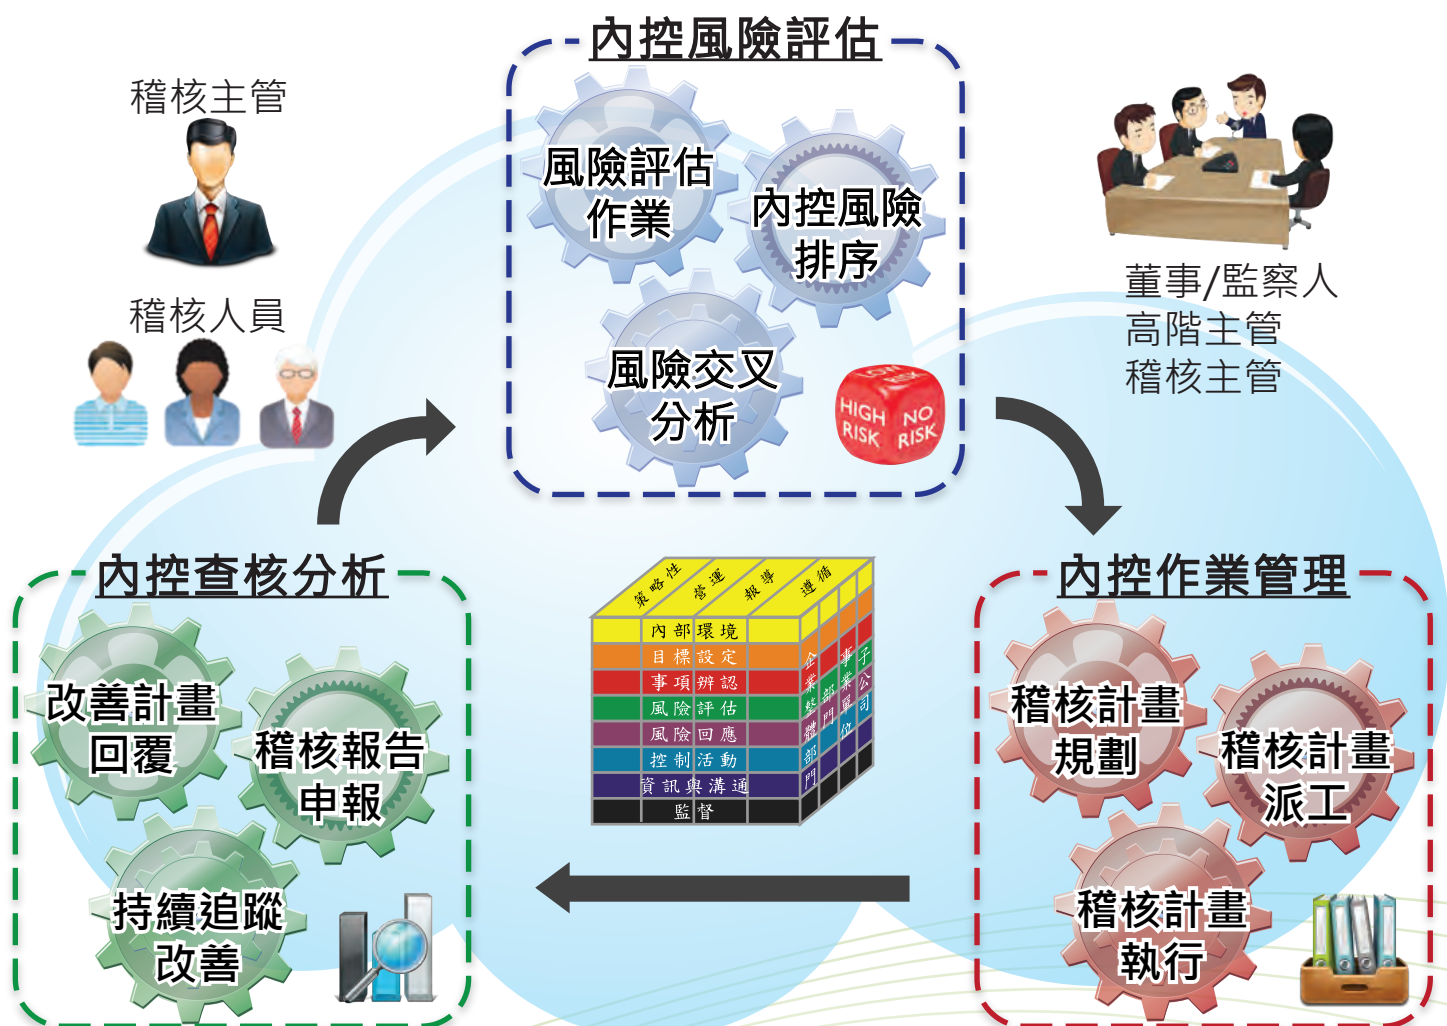 內控風險評估
稽核主管
稽核人員
風險評估
作業
內控風險
排序
風險交叉
分析
LOW
RISK
HIGH
RISK
NO
RISK
董事/監察人
高階主管
稽核主管
內控查核分析
改善計畫
回覆
稽核報告
申報
持續追蹤
改善
策略性
營運
報導
遵循
內部環境
目標設定
事項辨認
風險評估
風險回應
控制活動
資訊與溝通
監督
企業整體部門
部門
事業單位
子公司
內控作業管理
稽核計畫
規劃
稽核計畫
派工
稽核計畫
執行